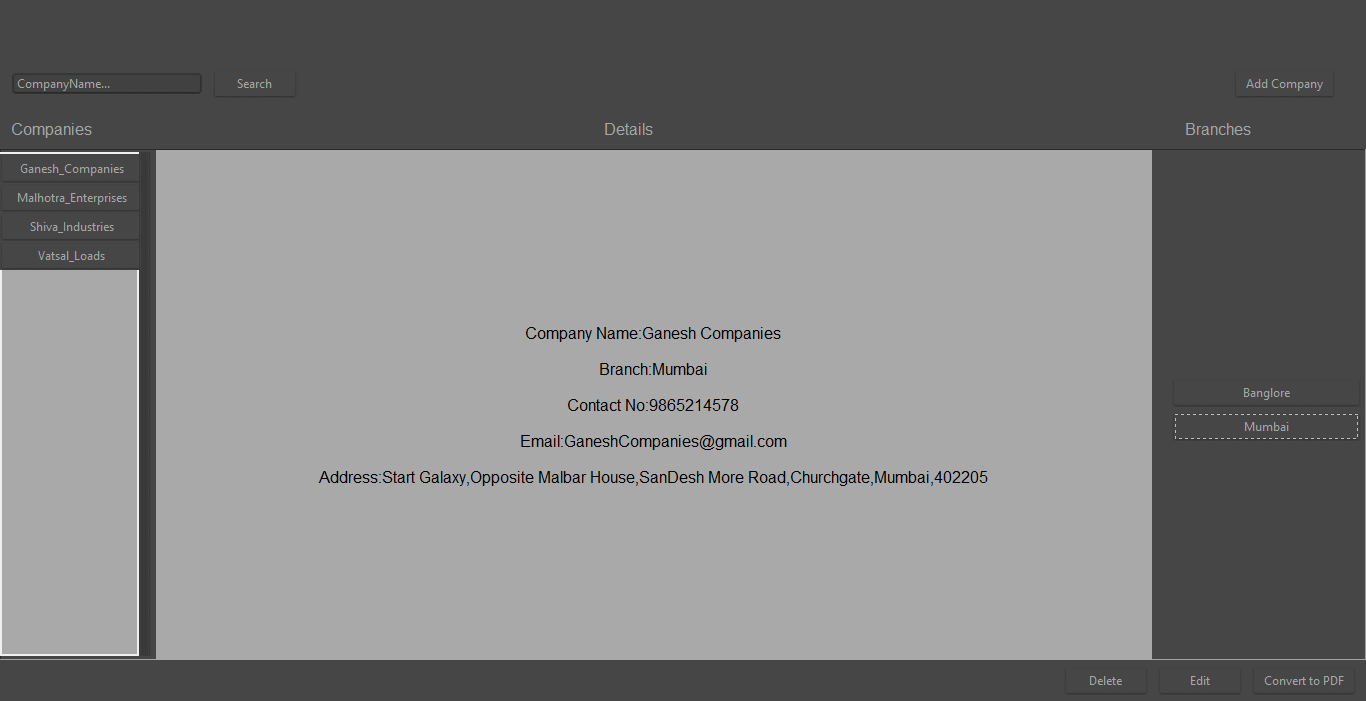 CompanyName... Search Add Company
Companies Details Branches
Ganesh_Companies
Malhotra_Enterprises
Shiva_Industries
Vatsal_Loads
Company Name:Ganesh Companies
Branch:Mumbai
Contact No:9865214578
Email:GaneshCompanies@gmail.com
Address:Start Galaxy,Opposite Malbar House,SanDesh More Road,Churchgate,Mumbai,402205
Banglore
Mumbai
Delete Edit Convert to PDF